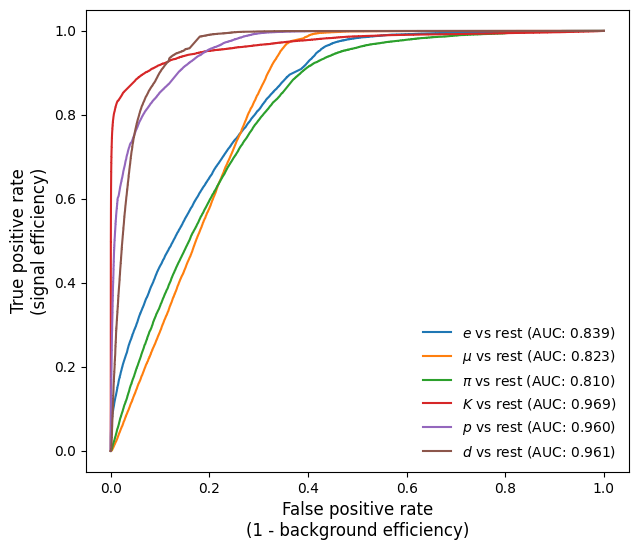 1.0
0.8
0.6
0.4
0.2
0.0
True positive rate
(signal efficiency)
e vs rest (AUC: 0.839)
μ vs rest (AUC: 0.823)
π vs rest (AUC: 0.810)
K vs rest (AUC: 0.969)
p vs rest (AUC: 0.960)
d vs rest (AUC: 0.961)
0.0 0.2 0.4 0.6 0.8 1.0
False positive rate
(1 - background efficiency)